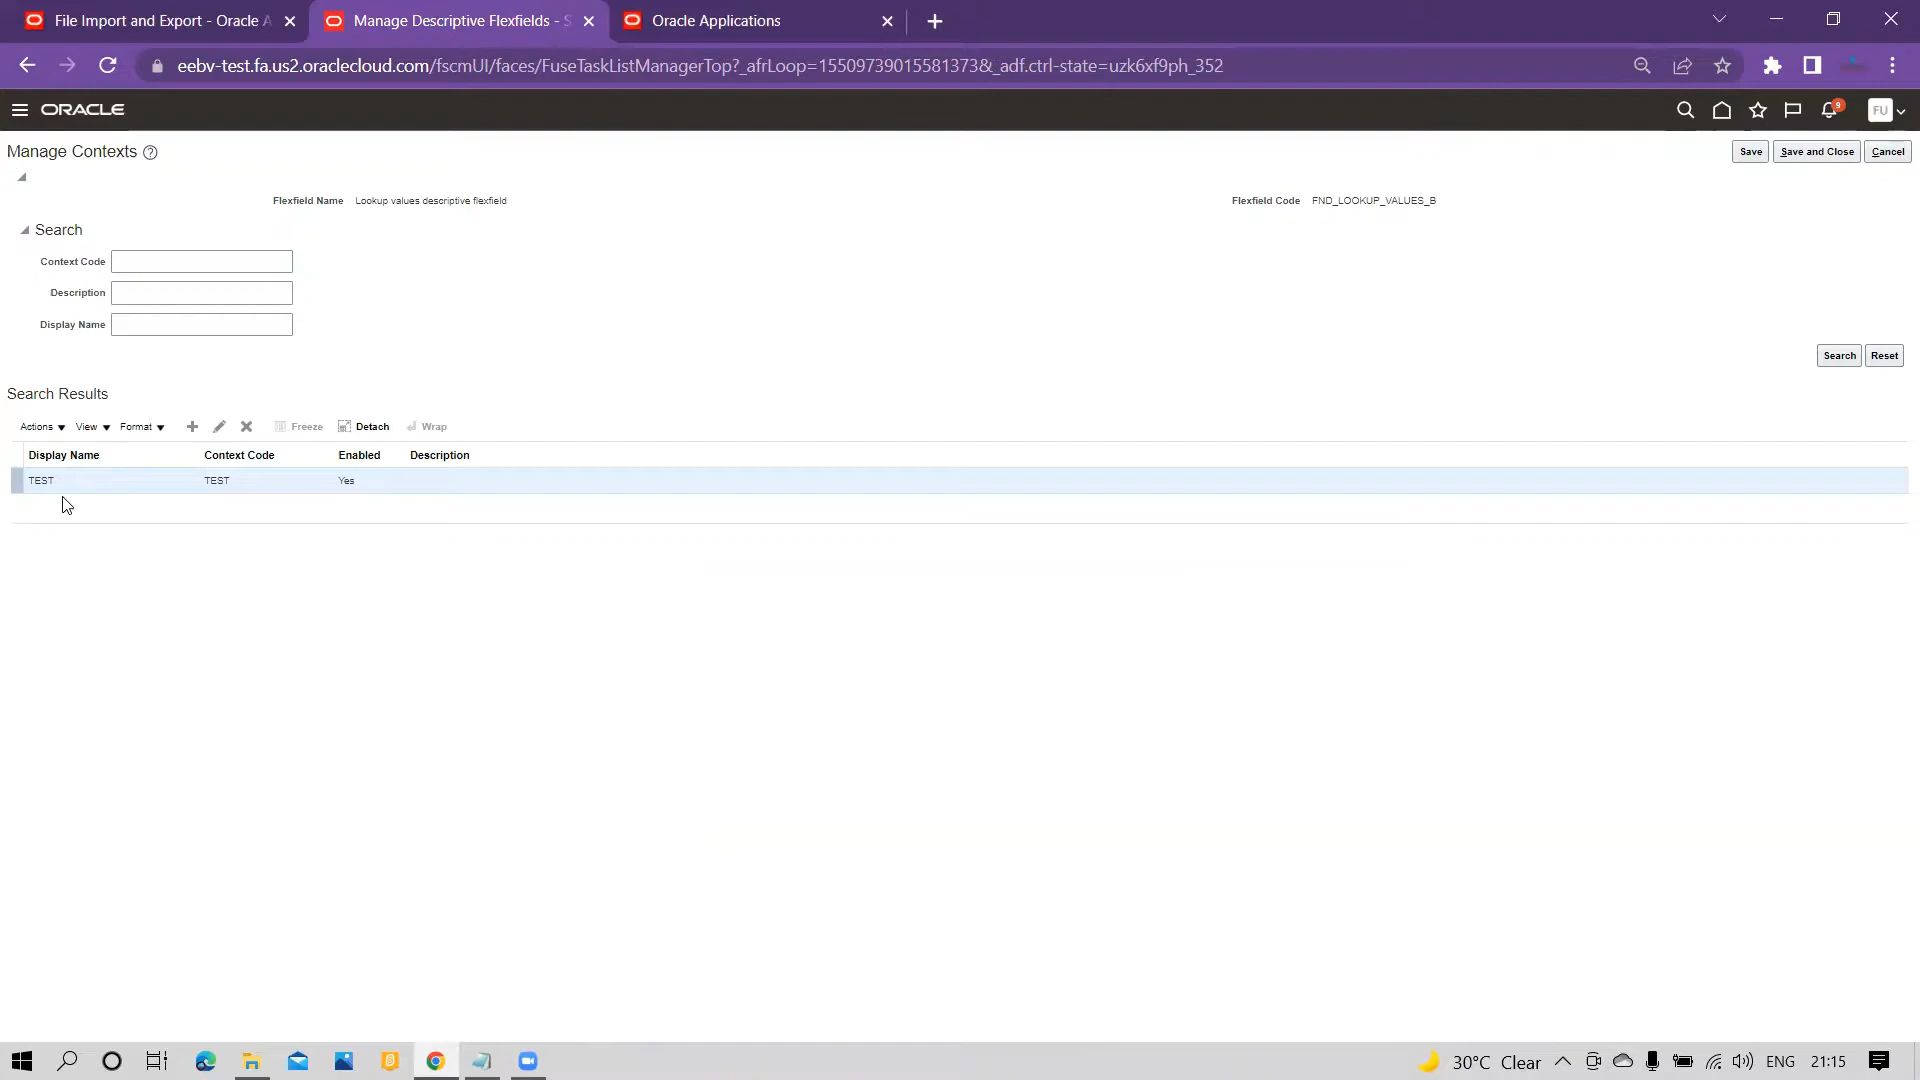 File Import and Export - Oracle A
Manage Descriptive Flexfields - S
Oracle Applications
eebv-test.fa.us2.oraclecloud.com/fscmUI/faces/FuseTaskListManagerTop?_afrLoop=15509739015581373&_adf.ctrl-state=uzk6xf9ph_352
ORACLE
9
FU
Manage Contexts
Save
Save and Close
Cancel
Flexfield Name Lookup values descriptive flexfield
Flexfield Code FND_LOOKUP_VALUES_B
Search
Context Code
Description
Display Name
Search
Reset
Search Results
Actions View Format Freeze Detach Wrap
Display Name Context Code Enabled Description
TEST TEST Yes
30°C Clear ENG 21:15